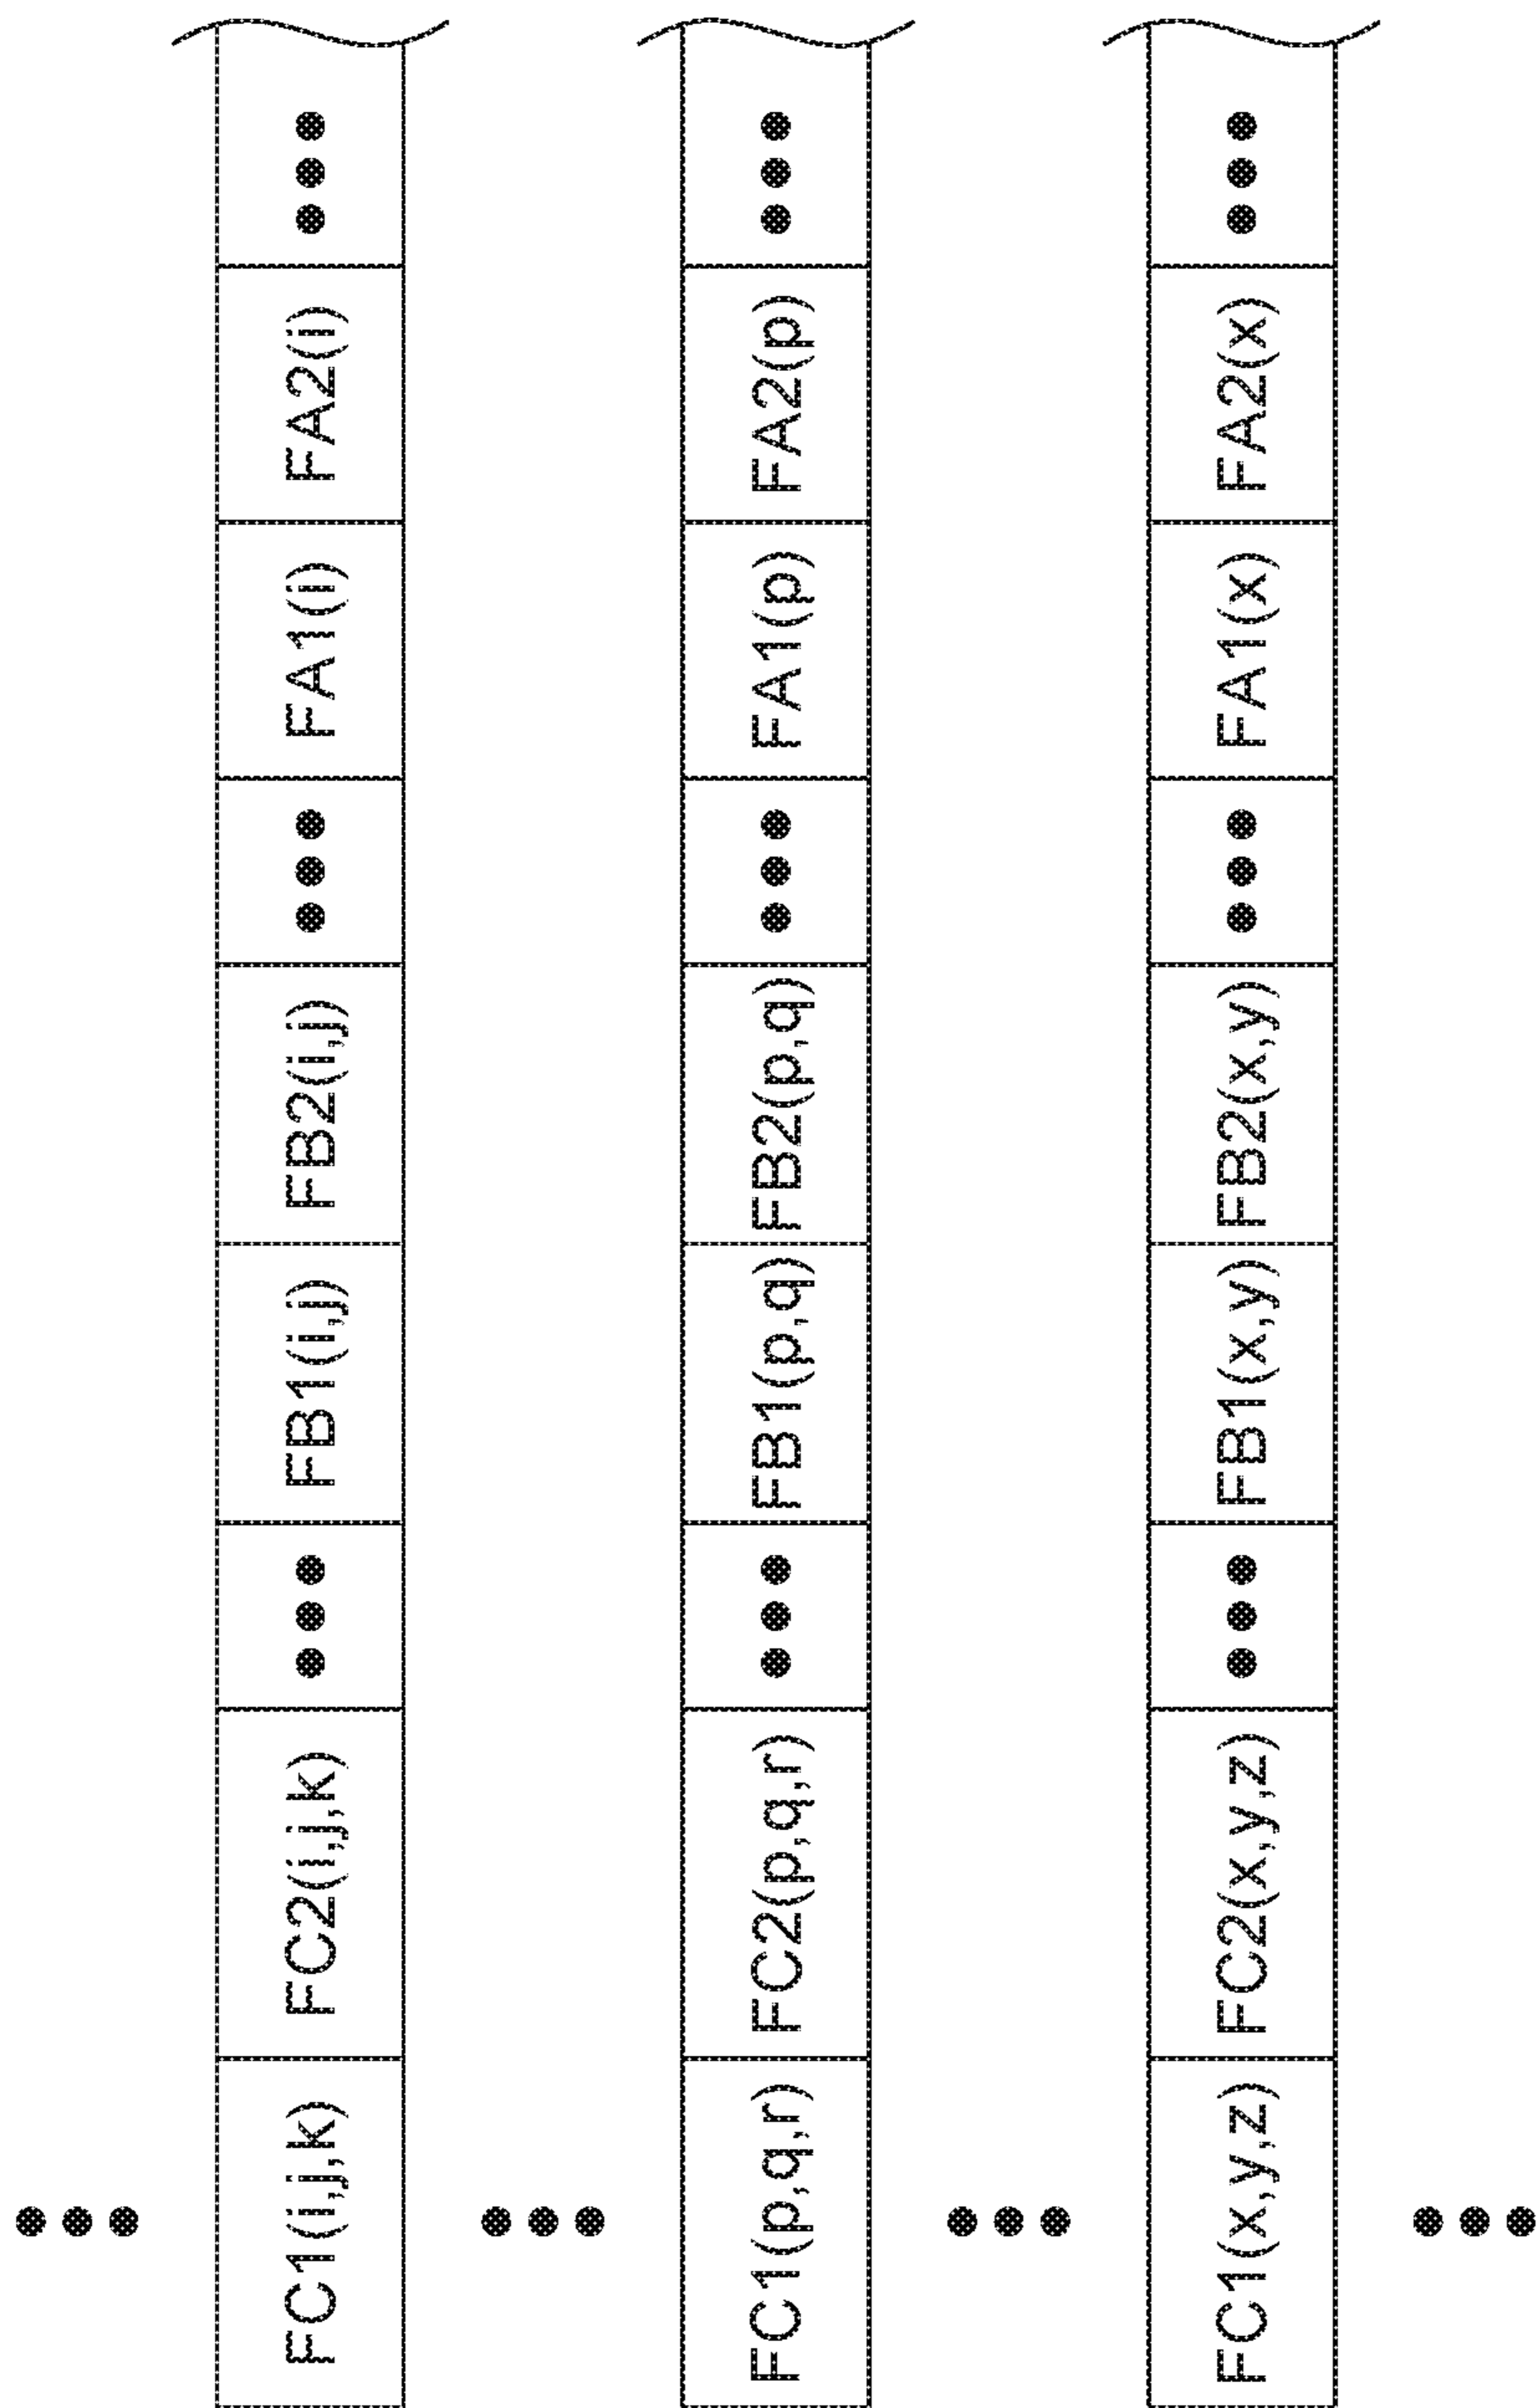 FC1(i,j,k) FC2(i,j,k) ••• FB1(i,j) FB2(i,j) ••• FA1(i) FA2(i) •••
FC1(p,q,r) FC2(p,q,r) ••• FB1(p,q) FB2(p,q) ••• FA1(p) FA2(p) •••
FC1(x,y,z) FC2(x,y,z) ••• FB1(x,y) FB2(x,y) ••• FA1(x) FA2(x) •••